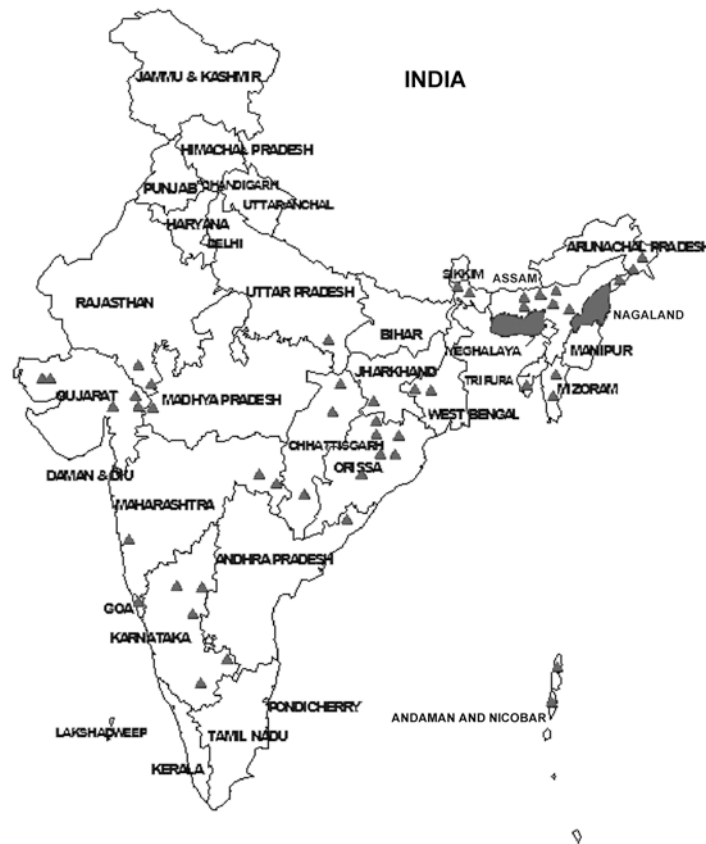 JAMMU & KASHMIR
INDIA
HIMACHAL PRADESH
PUNJAB
CHANDIGARH
UTTARANCHAL
HARYANA
DELHI
ARUNACHAL PRADESH
SIKKIM
ASSAM
UTTAR PRADESH
RAJASTHAN
NAGALAND
BIHAR
MEGHALAYA
MANIPUR
JHARKHAND
TRIPURA
MIZORAM
GUJARAT
MADHYA PRADESH
WEST BENGAL
CHHATTISGARH
ORISSA
DAMAN & DIU
MAHARASHTRA
ANDHRA PRADESH
GOA
KARNATAKA
PONDICHERRY
ANDAMAN AND NICOBAR
LAKSHADWEEP
TAMIL NADU
KERALA